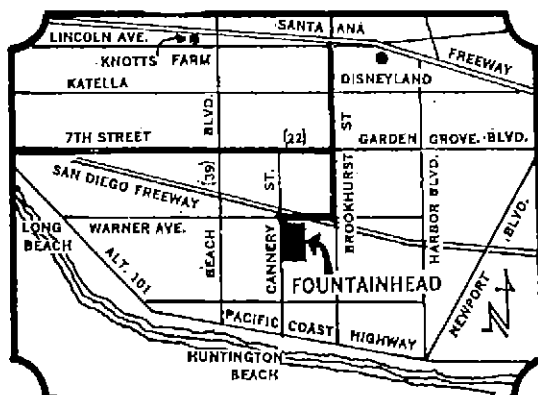 SANTA ANA
LINCOLN AVE.
KNOTTS FARM
FREEWAY
DISNEYLAND
KATELLA
BLVD.
ST
7TH STREET
(22)
GARDEN GROVE BLVD.
SAN DIEGO FREEWAY
(39)
ST.
BROOKHURST
HARBOR BLVD.
BLVD.
LONG
BEACH
WARNER AVE.
BEACH
CANNERY
ALT. 101
FOUNTAINHEAD
NEWPORT
N
PACIFIC COAST HIGHWAY
HUNTINGTON
BEACH